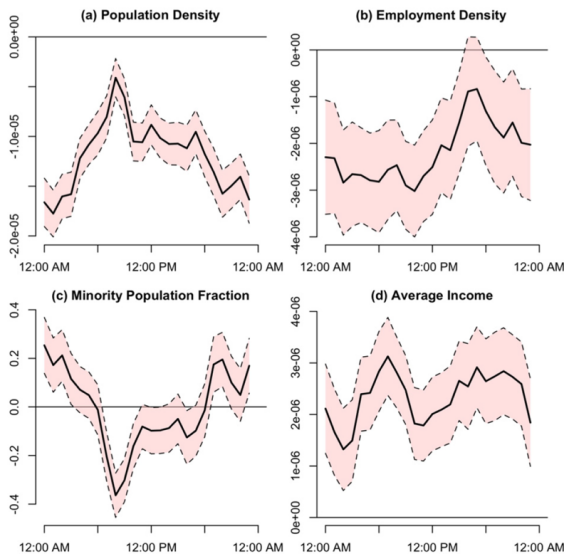 (a) Population Density
(b) Employment Density
0.0e+00
-1.0e-05
-2.0e-05
0e+00
-1e-06
-2e-06
-3e-06
-4e-06
12:00 AM 12:00 PM 12:00 AM
12:00 AM 12:00 PM 12:00 AM
(c) Minority Population Fraction
(d) Average Income
0.4
0.2
0.0
-0.2
-0.4
4e-06
3e-06
2e-06
1e-06
0e+00
12:00 AM 12:00 PM 12:00 AM
12:00 AM 12:00 PM 12:00 AM